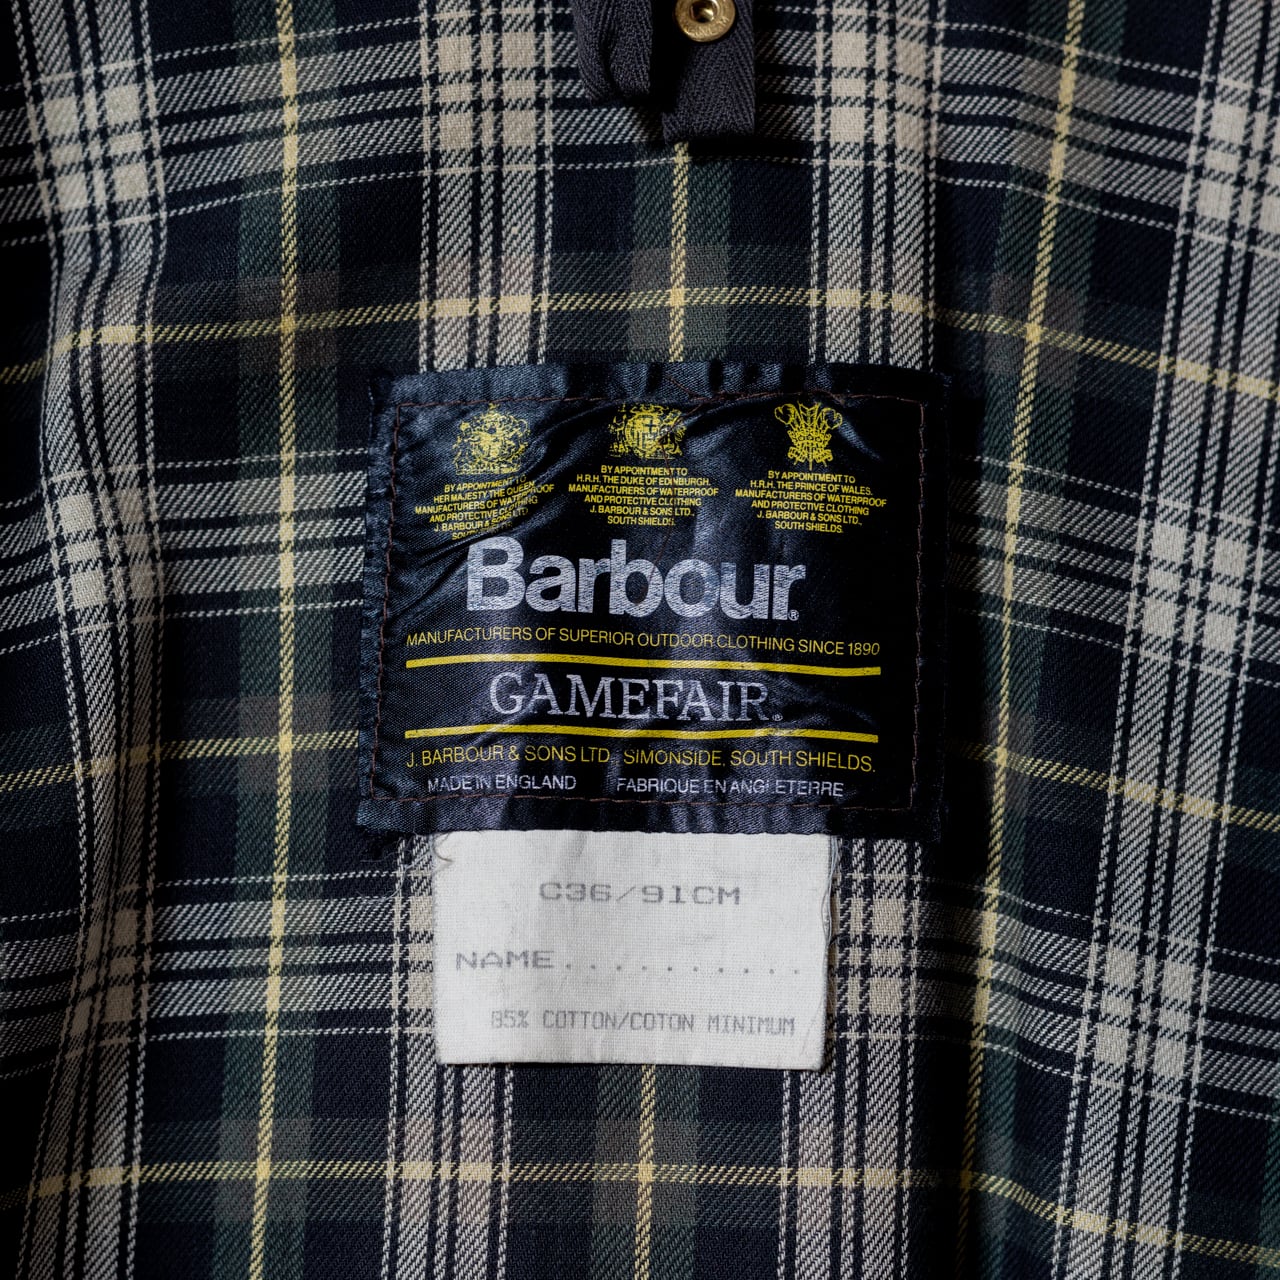 BY APPOINTMENT TO
HER MAJESTY THE QUEEN
MANUFACTURERS OF WATERPROOF
AND PROTECTIVE CLOTHING
J. BARBOUR & SONS LTD.
BY APPOINTMENT TO
H.R.H. THE DUKE OF EDINBURGH.
MANUFACTURERS OF WATERPROOF
AND PROTECTIVE CLOTHING
J. BARBOUR & SONS LTD.,
SOUTH SHIELDS.
BY APPOINTMENT TO
H.R.H. THE PRINCE OF WALES.
MANUFACTURERS OF WATERPROOF
AND PROTECTIVE CLOTHING
J. BARBOUR & SONS LTD.,
SOUTH SHIELDS.
Barbour®
MANUFACTURERS OF SUPERIOR OUTDOOR CLOTHING SINCE 1890
GAMEFAIR®
J. BARBOUR & SONS LTD. SIMONSIDE, SOUTH SHIELDS.
MADE IN ENGLAND FABRIQUE EN ANGLETERRE
C36/91CM
NAME..........
85% COTTON/COTON MINIMUM